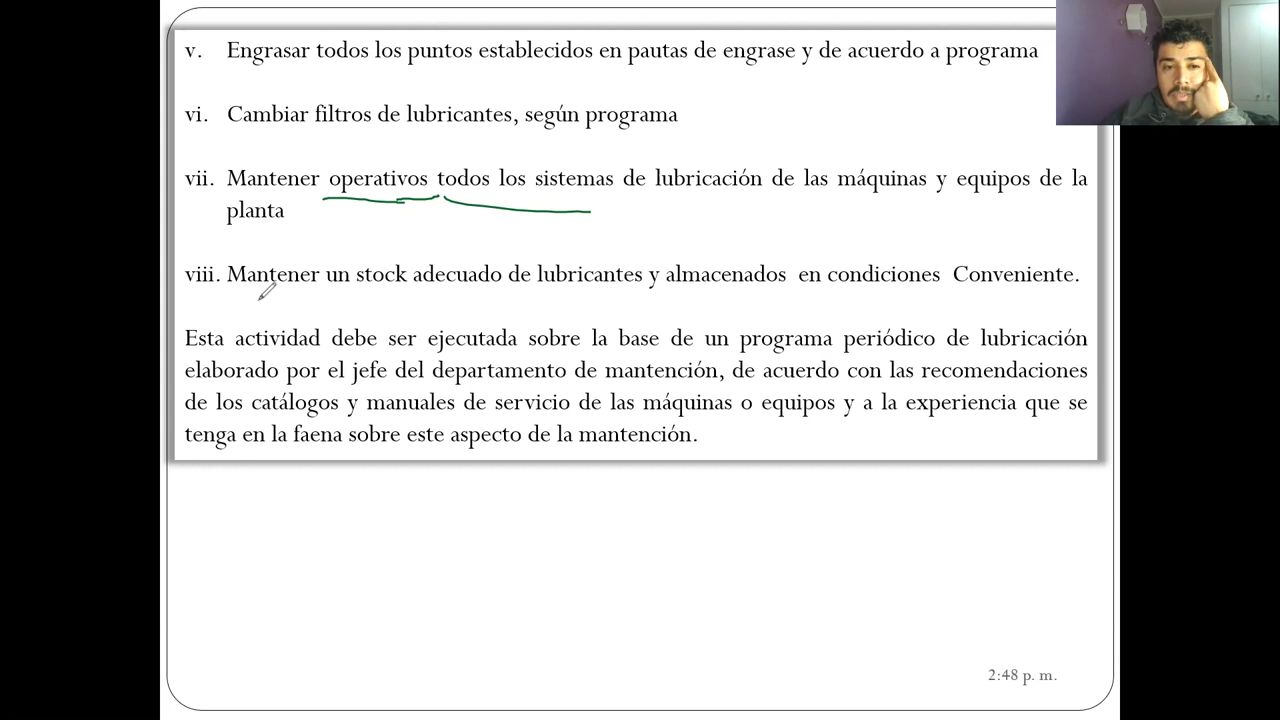 v. Engrasar todos los puntos establecidos en pautas de engrase y de acuerdo a programa
vi. Cambiar filtros de lubricantes, según programa
vii. Mantener operativos todos los sistemas de lubricación de las máquinas y equipos de la
planta
viii. Mantener un stock adecuado de lubricantes y almacenados en condiciones Conveniente.
Esta actividad debe ser ejecutada sobre la base de un programa periódico de lubricación
elaborado por el jefe del departamento de mantención, de acuerdo con las recomendaciones
de los catálogos y manuales de servicio de las máquinas o equipos y a la experiencia que se
tenga en la faena sobre este aspecto de la mantención.
2:48 p. m.